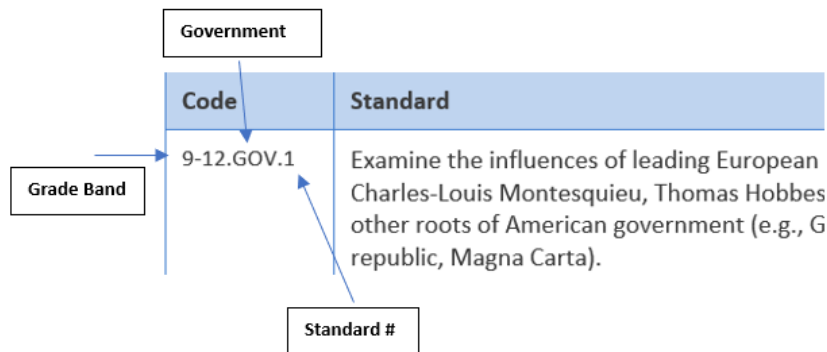 Government
Code Standard
9-12.GOV.1 Examine the influences of leading European
Grade Band
Charles-Louis Montesquieu, Thomas Hobbes
other roots of American government (e.g., G
republic, Magna Carta).
Standard #